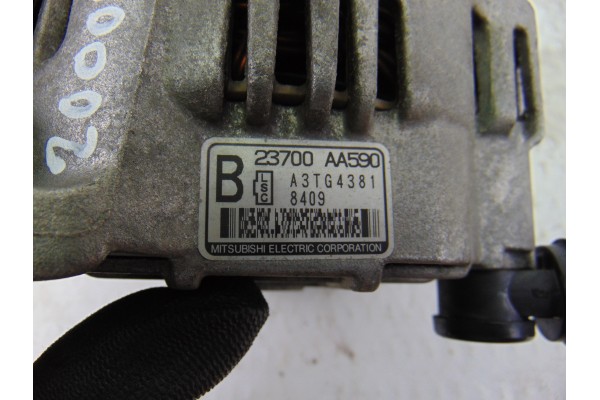 2000
23700 AA590
B LSC A3TG4381
8409
MITSUBISHI ELECTRIC CORPORATION